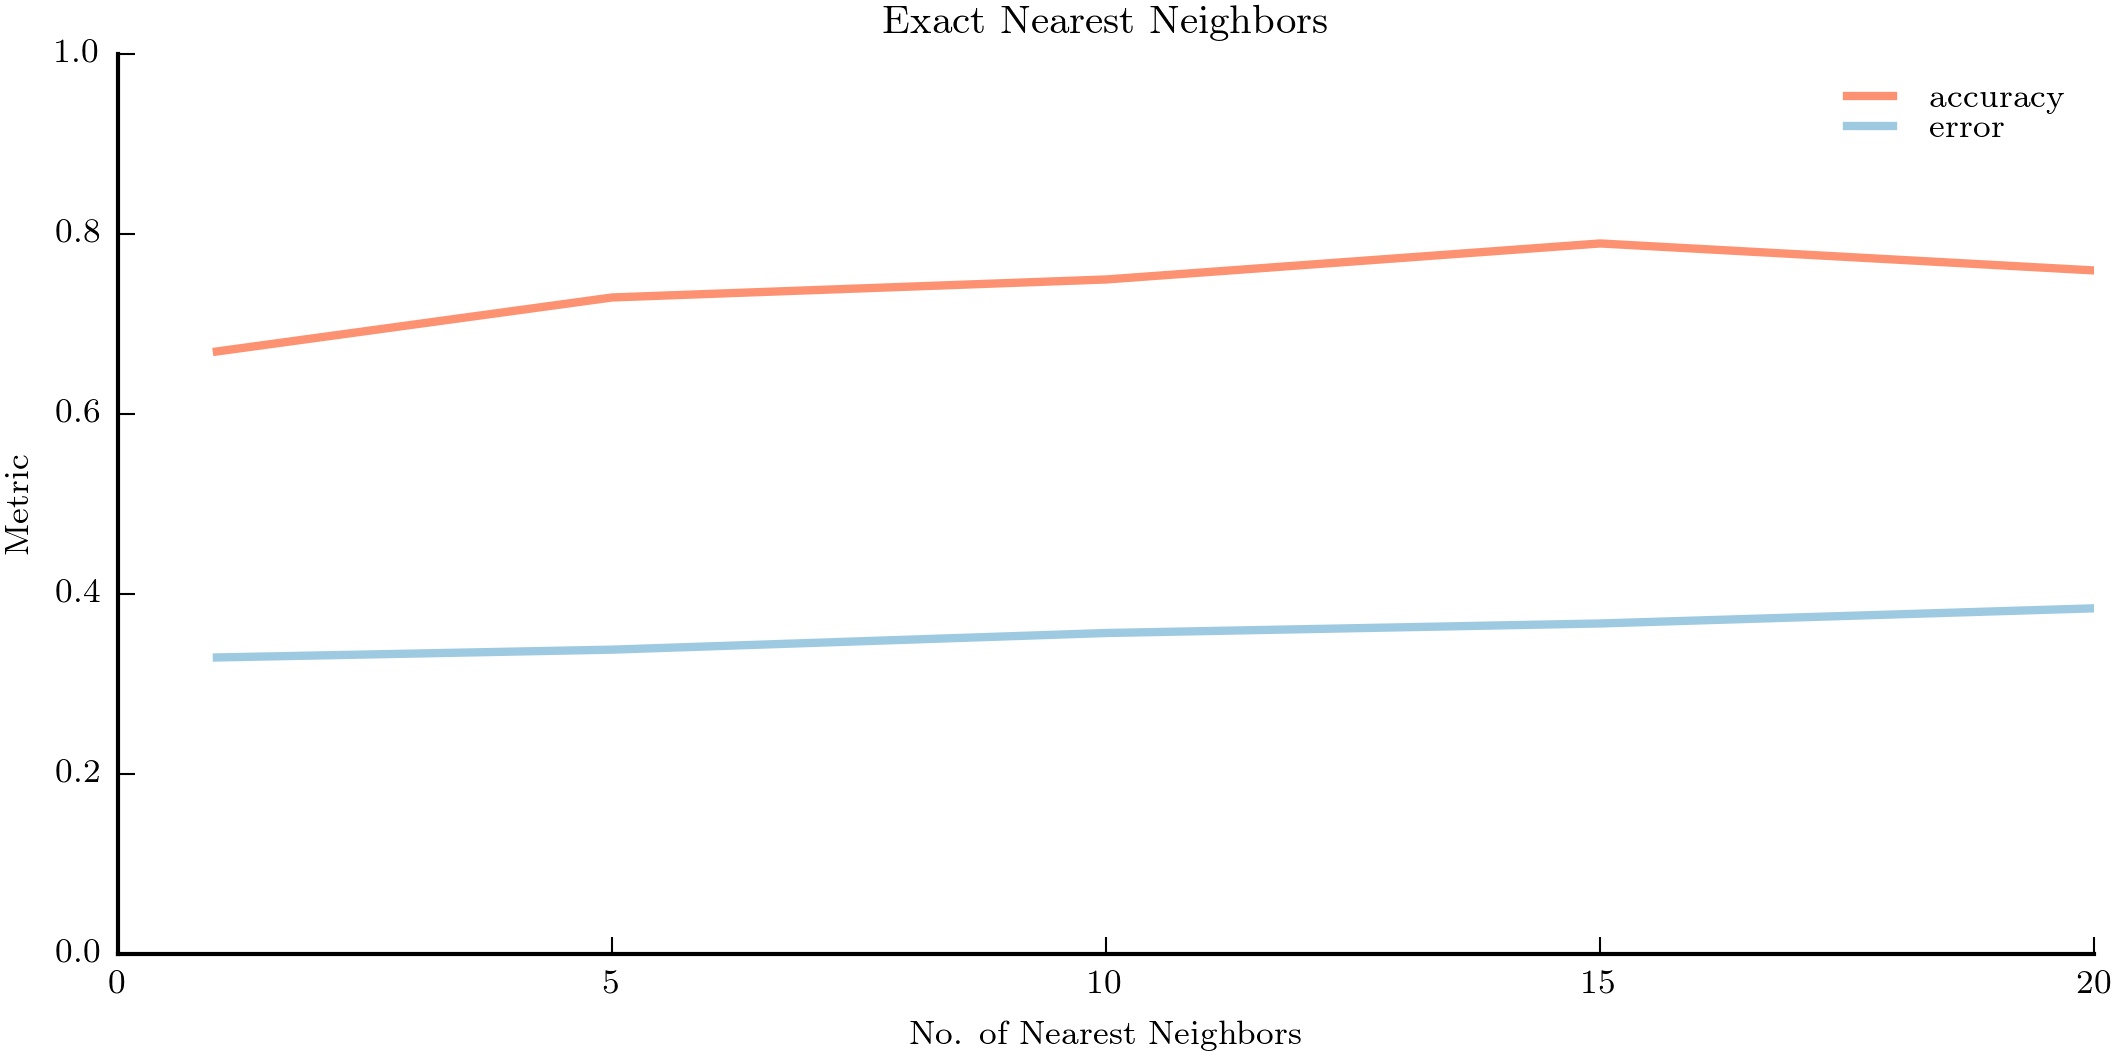 Exact Nearest Neighbors
1.0
accuracy
error
0.8
0.6
Metric
0.4
0.2
0.0
0 5 10 15 20
No. of Nearest Neighbors